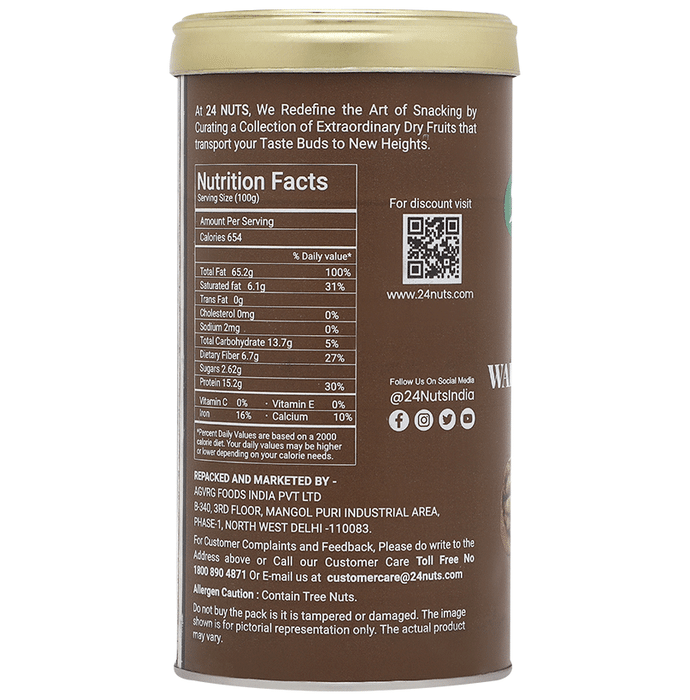 At 24 NUTS, We Redefine the Art of Snacking by
Curating a Collection of Extraordinary Dry Fruits that
transport your Taste Buds to New Heights.
Nutrition Facts
Serving Size (100g)
Amount Per Serving
Calories 654
% Daily value*
Total Fat 65.2g 100%
Saturated fat 6.1g 31%
Trans Fat 0g
Cholesterol 0mg 0%
Sodium 2mg 0%
Total Carbohydrate 13.7g 5%
Dietary Fiber 6.7g 27%
Sugars 2.62g
Protein 15.2g 30%
Vitamin C 0% · Vitamin E 0%
Iron 16% · Calcium 10%
*Percent Daily Values are based on a 2000
calorie diet. Your daily values may be higher
or lower depending on your calorie needs.
For discount visit
www.24nuts.com
Follow Us On Social Media
@24NutsIndia
WA
REPACKED AND MARKETED BY -
AGVRG FOODS INDIA PVT LTD
B-340, 3RD FLOOR, MANGOL PURI INDUSTRIAL AREA,
PHASE-1, NORTH WEST DELHI -110083.
For Customer Complaints and Feedback, Please do write to the
Address above or Call our Customer Care Toll Free No
1800 890 4871 Or E-mail us at customercare@24nuts.com
Allergen Caution : Contain Tree Nuts.
Do not buy the pack is it is tampered or damaged. The image
shown is for pictorial representation only. The actual product
may vary.